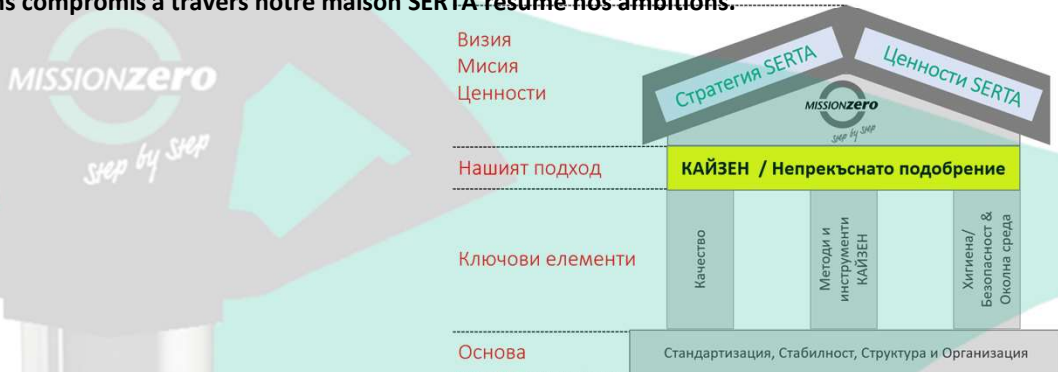 ns compromis à travers notre maison SERTA résume nos ambitions.
MISSIONZERO
step by step
Визия
Мисия
Ценности
Стратегия SERTA
Ценности SERTA
MISSIONZERO
step by step
Нашият подход
КАЙЗЕН / Непрекъснато подобрение
Ключови елементи
Качество
Методи и
инструменти
КАЙЗЕН
Хигиена/
Безопасност &
Околна среда
Основа
Стандартизация, Стабилност, Структура и Организация